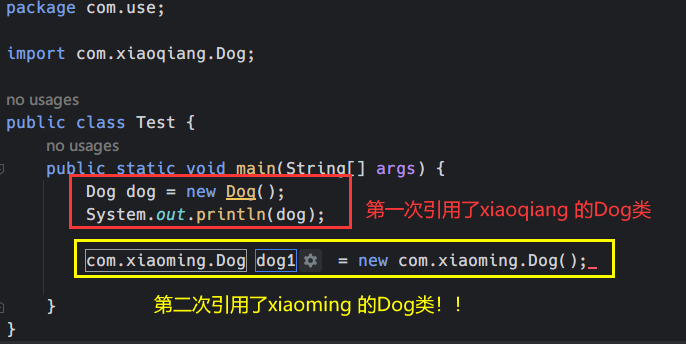 package com.use;
import com.xiaoqiang.Dog;
no usages
public class Test {
no usages
public static void main(String[] args) {
Dog dog = new Dog();
System.out.println(dog);
第一次引用了xiaoqiang 的Dog类
com.xiaoming.Dog dog1 = new com.xiaoming.Dog();
第二次引用了xiaoming 的Dog类！！
}
}